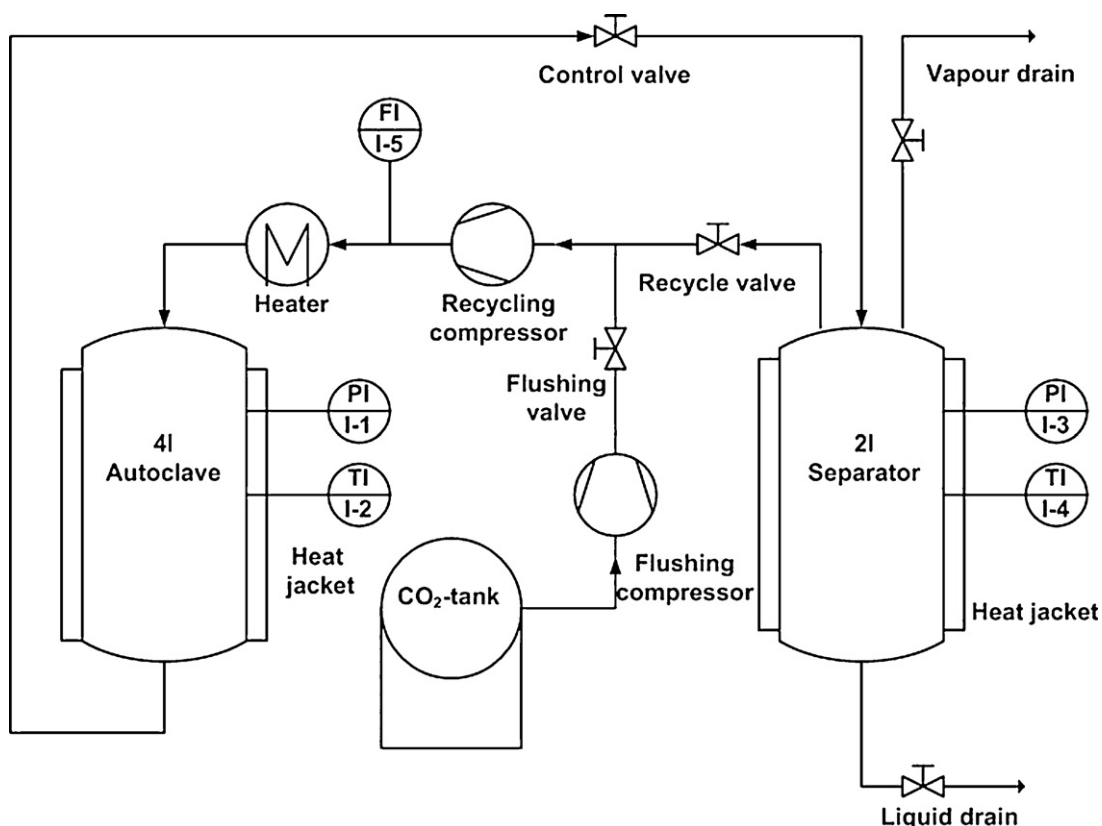 Control valve
Vapour drain
FI
I-5
Heater
Recycling
compressor
Recycle valve
Flushing
valve
4l
Autoclave
PI
I-1
TI
I-2
Heat
jacket
CO₂-tank
Flushing
compressor
2l
Separator
PI
I-3
TI
I-4
Heat jacket
Liquid drain